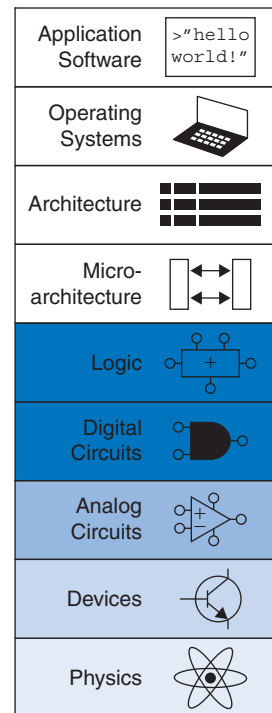 Application
Software
>"hello
world!"
Operating
Systems
Architecture
Micro-
architecture
Logic
+
Digital
Circuits
Analog
Circuits
+
−
Devices
Physics